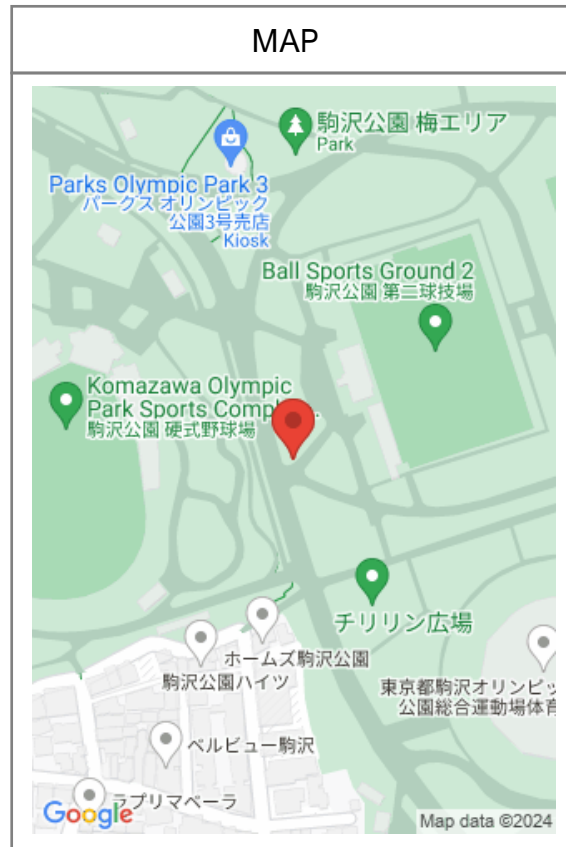 MAP
駒沢公園 梅エリア
Park
Parks Olympic Park 3
パークス オリンピック
公園3号売店
Kiosk
Ball Sports Ground 2
駒沢公園 第二球技場
Komazawa Olympic
Park Sports Compl...
駒沢公園 硬式野球場
チリリン広場
ホームズ駒沢公園
駒沢公園ハイツ
東京都駒沢オリンピッ
公園総合運動場体育
ベルビュー駒沢
ラプリマベーラ
Google
Map data ©2024